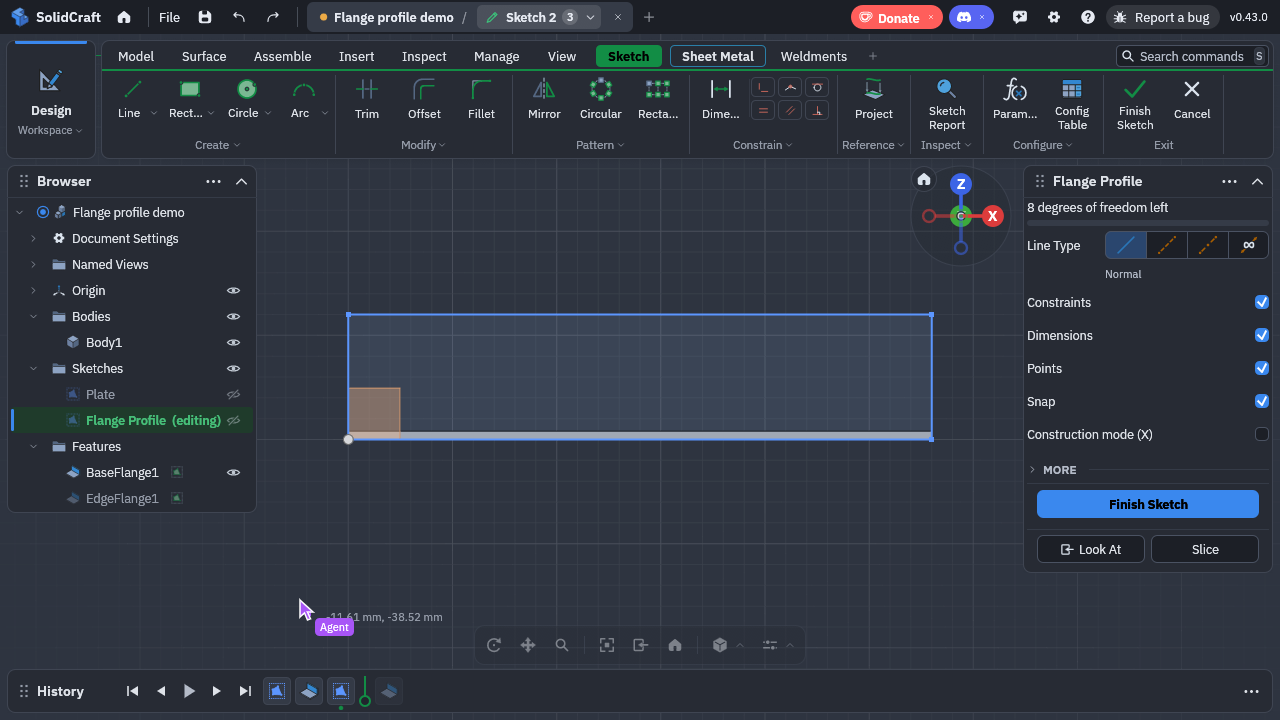 SolidCraft
File
Flange profile demo / Sketch 2 3
Donate
Report a bug
v0.43.0
Design
Workspace
Model Surface Assemble Insert Inspect Manage View Sketch Sheet Metal Weldments
Search commands S
Line Rect... Circle Arc
Create
Trim Offset Fillet
Modify
Mirror Circular Recta...
Pattern
Dime...
Constrain
Project
Reference
Sketch Report
Inspect
Param... Config Table
Configure
Finish Sketch Cancel
Exit
Browser
Flange profile demo
Document Settings
Named Views
Origin
Bodies
Body1
Sketches
Plate
Flange Profile (editing)
Features
BaseFlange1
EdgeFlange1
Z
X
Flange Profile
8 degrees of freedom left
Line Type
Normal
Constraints
Dimensions
Points
Snap
Construction mode (X)
MORE
Finish Sketch
Look At
Slice
-11.61 mm, -38.52 mm
Agent
History